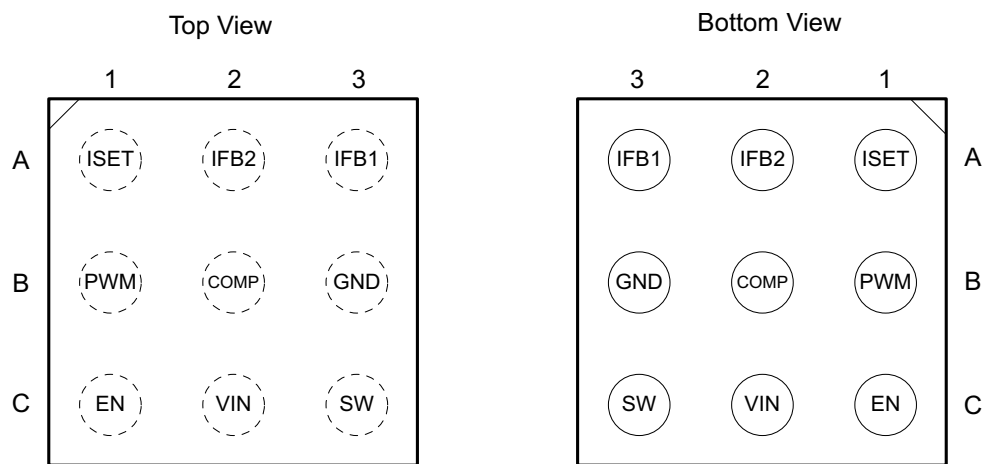 Top View
Bottom View
1 2 3
3 2 1
A ISET IFB2 IFB1
IFB1 IFB2 ISET A
B PWM COMP GND
GND COMP PWM B
C EN VIN SW
SW VIN EN C